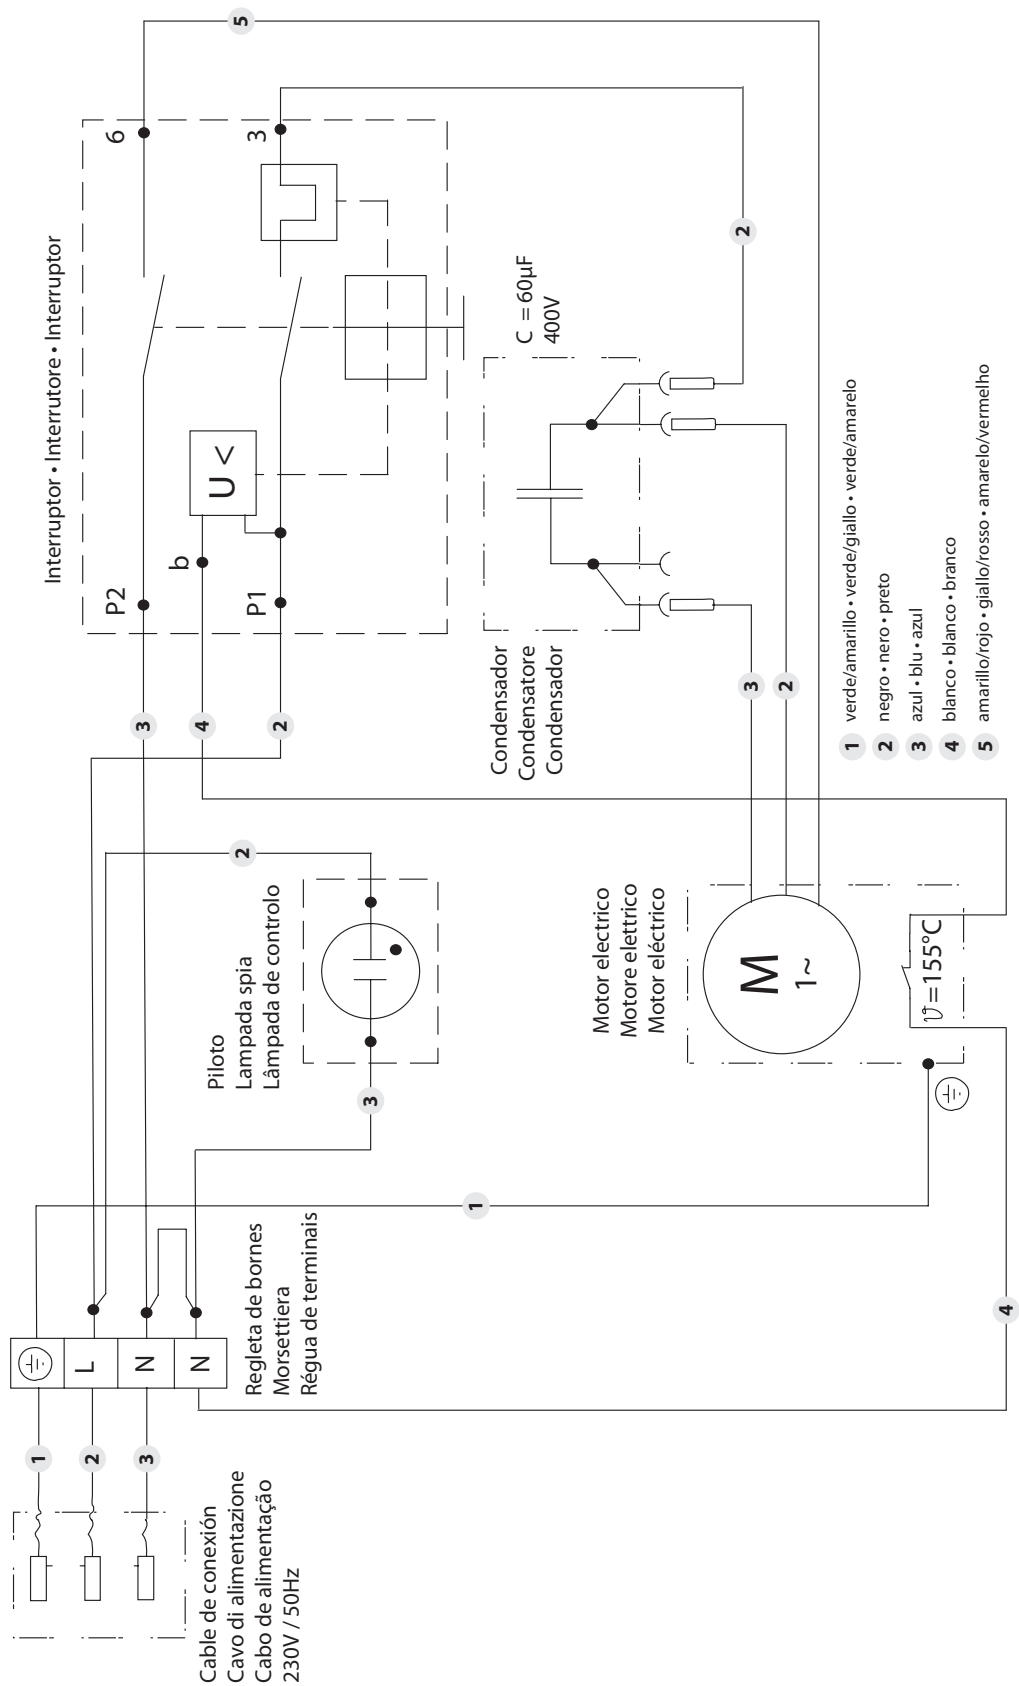 Interruptor • Interrutore • Interruptor
P2
6
b
U <
P1
3
5
3
4
2
2
C = 60µF
400V
Condensador
Condensatore
Condensador
3
2
Piloto
Lampada spia
Lâmpada de controlo
2
3
Motor electrico
Motore elettrico
Motor eléctrico
M
1~
ϑ=155°C
1
4
L
N
N
Regleta de bornes
Morsettiera
Régua de terminais
1
2
3
Cable de conexión
Cavo di alimentazione
Cabo de alimentação
230V / 50Hz
1 verde/amarillo • verde/giallo • verde/amarelo
2 negro • nero • preto
3 azul • blu • azul
4 blanco • blanco • branco
5 amarillo/rojo • giallo/rosso • amarelo/vermelho